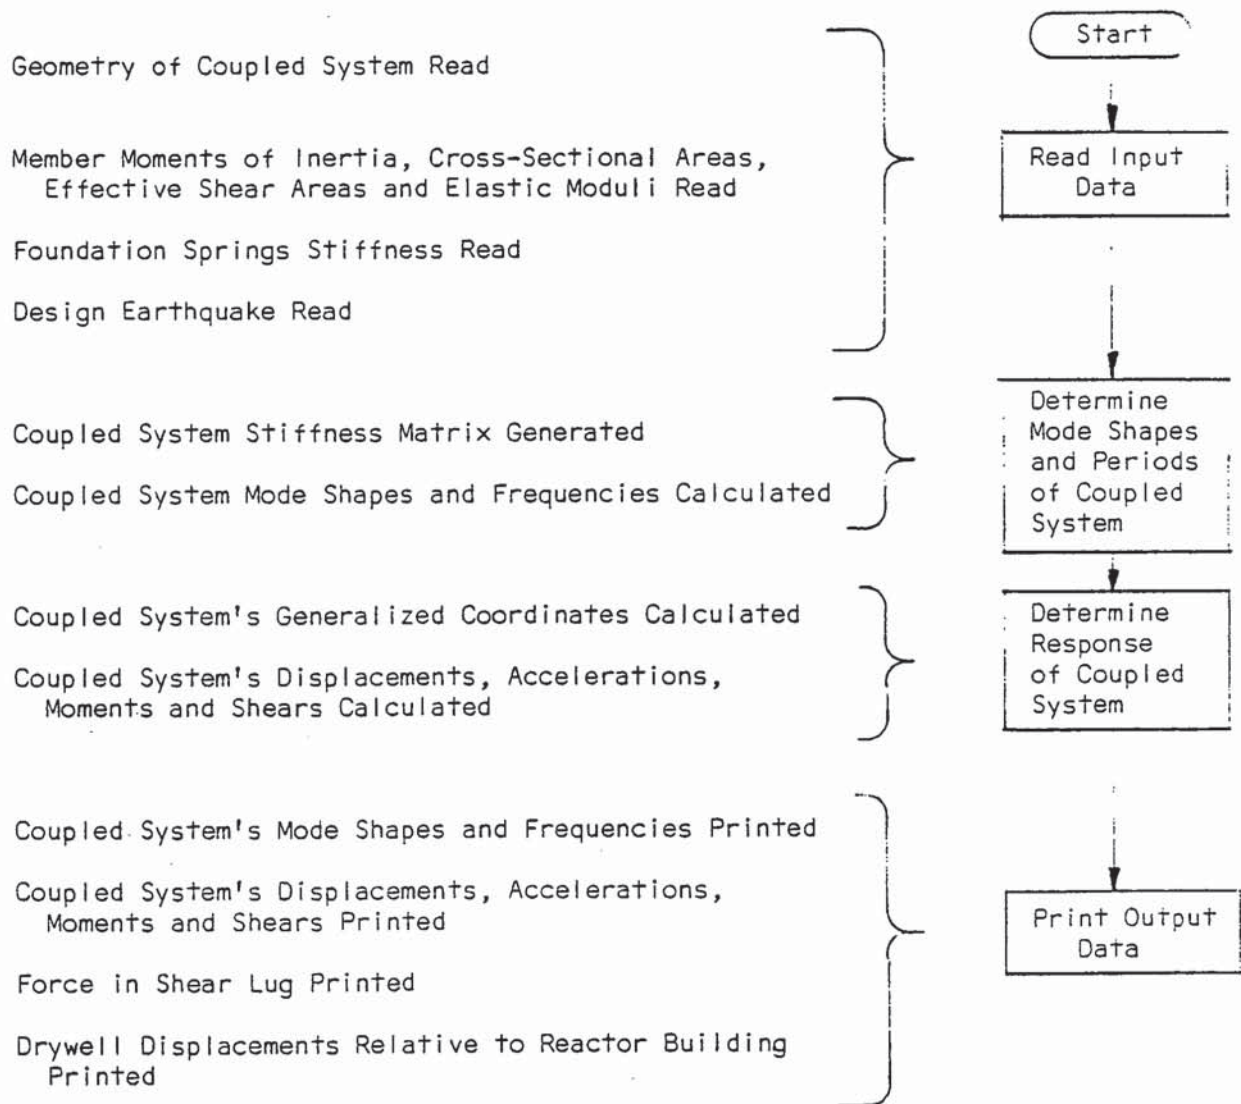 Start
Geometry of Coupled System Read
Member Moments of Inertia, Cross-Sectional Areas,
Effective Shear Areas and Elastic Moduli Read
Foundation Springs Stiffness Read
Design Earthquake Read
Read Input
Data
Coupled System Stiffness Matrix Generated
Coupled System Mode Shapes and Frequencies Calculated
Determine
Mode Shapes
and Periods
of Coupled
System
Coupled System's Generalized Coordinates Calculated
Coupled System's Displacements, Accelerations,
Moments and Shears Calculated
Determine
Response
of Coupled
System
Coupled System's Mode Shapes and Frequencies Printed
Coupled System's Displacements, Accelerations,
Moments and Shears Printed
Force in Shear Lug Printed
Drywell Displacements Relative to Reactor Building
Printed
Print Output
Data